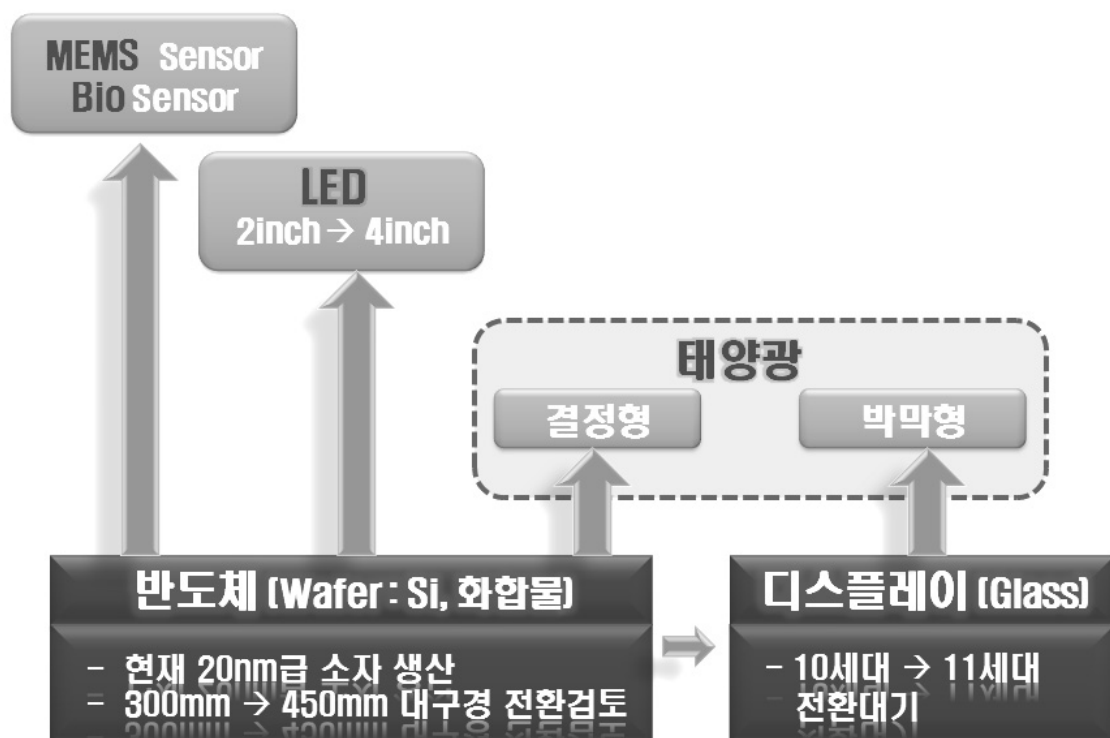 MEMS Sensor
Bio Sensor
LED
2inch → 4inch
태양광
결정형
박막형
반도체 (Wafer : Si, 화합물)
- 현재 20nm급 소자 생산
- 300mm → 450mm 대구경 전환검토
디스플레이 (Glass)
- 10세대 → 11세대
전환대기